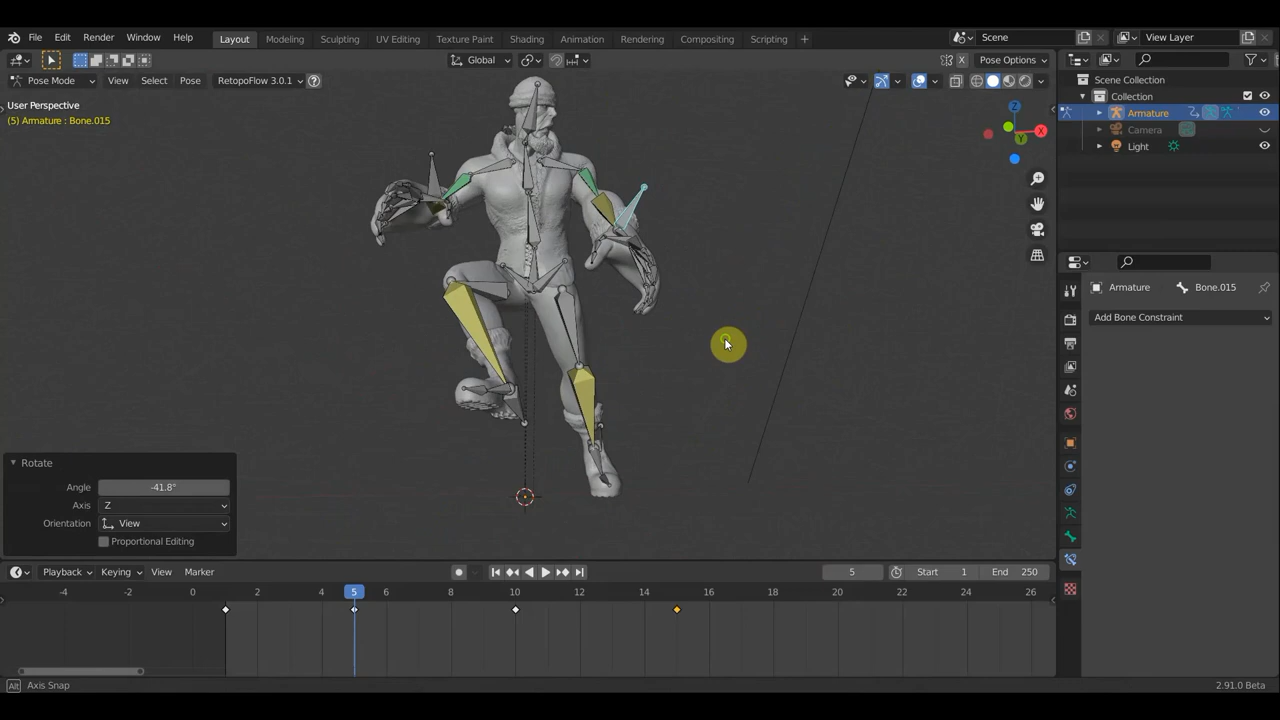 File Edit Render Window Help Layout Modeling Sculpting UV Editing Texture Paint Shading Animation Rendering Compositing Scripting + Scene View Layer
Global Pose Options
Pose Mode View Select Pose RetopoFlow 3.0.1 ?
User Perspective
(5) Armature : Bone.015
Scene Collection
Collection
Armature
Camera
Light
Z
X
Y
Armature Bone.015
Add Bone Constraint
Rotate
Angle -41.8°
Axis Z
Orientation View
Proportional Editing
Playback Keying View Marker 5 Start 1 End 250
-4 -2 0 2 4 5 6 8 10 12 14 16 18 20 22 24 26
Alt Axis Snap 2.91.0 Beta